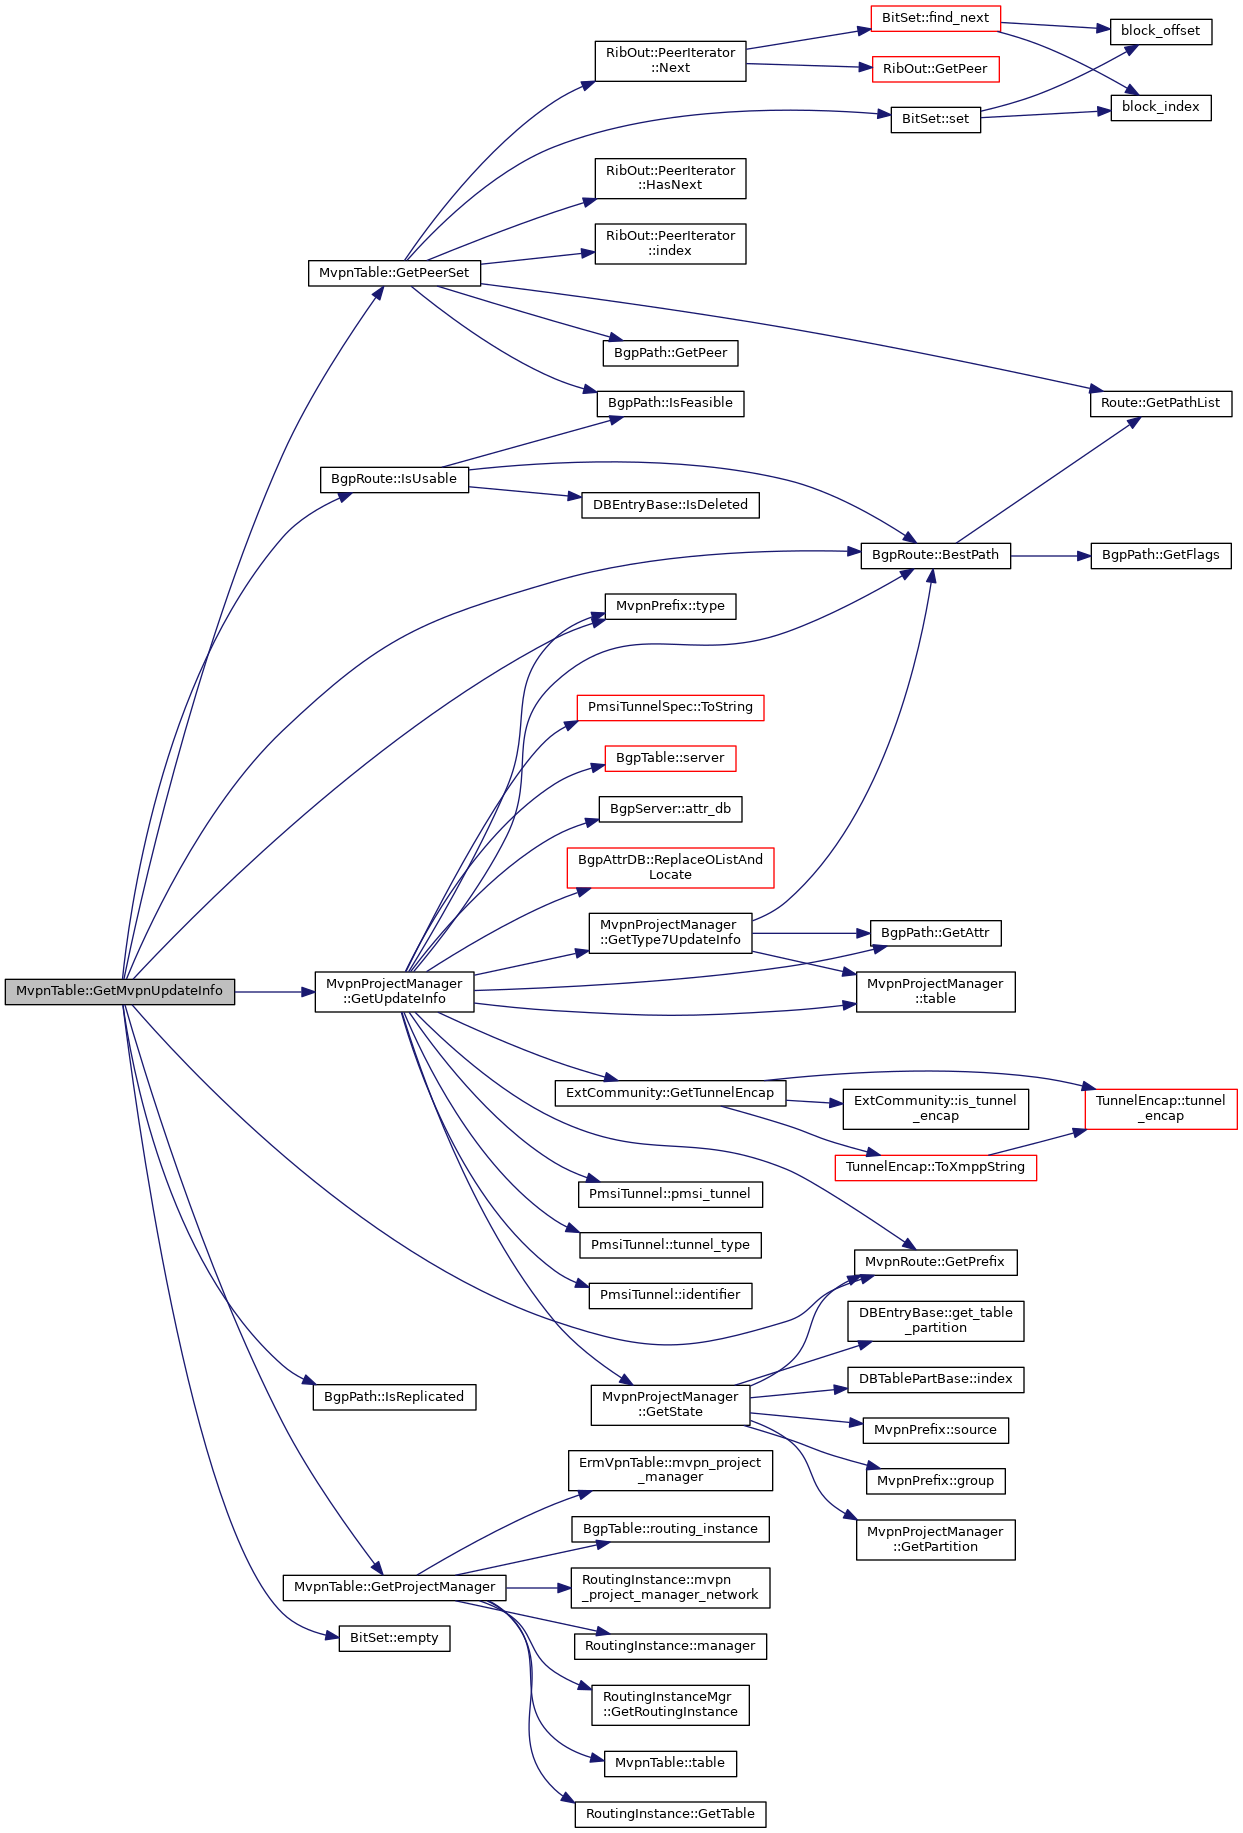 BitSet::find_next
block_offset
RibOut::PeerIterator
::Next
RibOut::GetPeer
block_index
BitSet::set
RibOut::PeerIterator
::HasNext
RibOut::PeerIterator
::index
MvpnTable::GetPeerSet
BgpPath::GetPeer
BgpPath::IsFeasible
Route::GetPathList
BgpRoute::IsUsable
DBEntryBase::IsDeleted
BgpRoute::BestPath
BgpPath::GetFlags
MvpnPrefix::type
PmsiTunnelSpec::ToString
BgpTable::server
BgpServer::attr_db
BgpAttrDB::ReplaceOListAnd
Locate
MvpnProjectManager
::GetType7UpdateInfo
BgpPath::GetAttr
MvpnTable::GetMvpnUpdateInfo
MvpnProjectManager
::GetUpdateInfo
MvpnProjectManager
::table
ExtCommunity::GetTunnelEncap
ExtCommunity::is_tunnel
_encap
TunnelEncap::tunnel
_encap
TunnelEncap::ToXmppString
PmsiTunnel::pmsi_tunnel
PmsiTunnel::tunnel_type
MvpnRoute::GetPrefix
PmsiTunnel::identifier
DBEntryBase::get_table
_partition
DBTablePartBase::index
BgpPath::IsReplicated
MvpnProjectManager
::GetState
MvpnPrefix::source
MvpnPrefix::group
ErmVpnTable::mvpn_project
_manager
BgpTable::routing_instance
MvpnProjectManager
::GetPartition
MvpnTable::GetProjectManager
RoutingInstance::mvpn
_project_manager_network
BitSet::empty
RoutingInstance::manager
RoutingInstanceMgr
::GetRoutingInstance
MvpnTable::table
RoutingInstance::GetTable